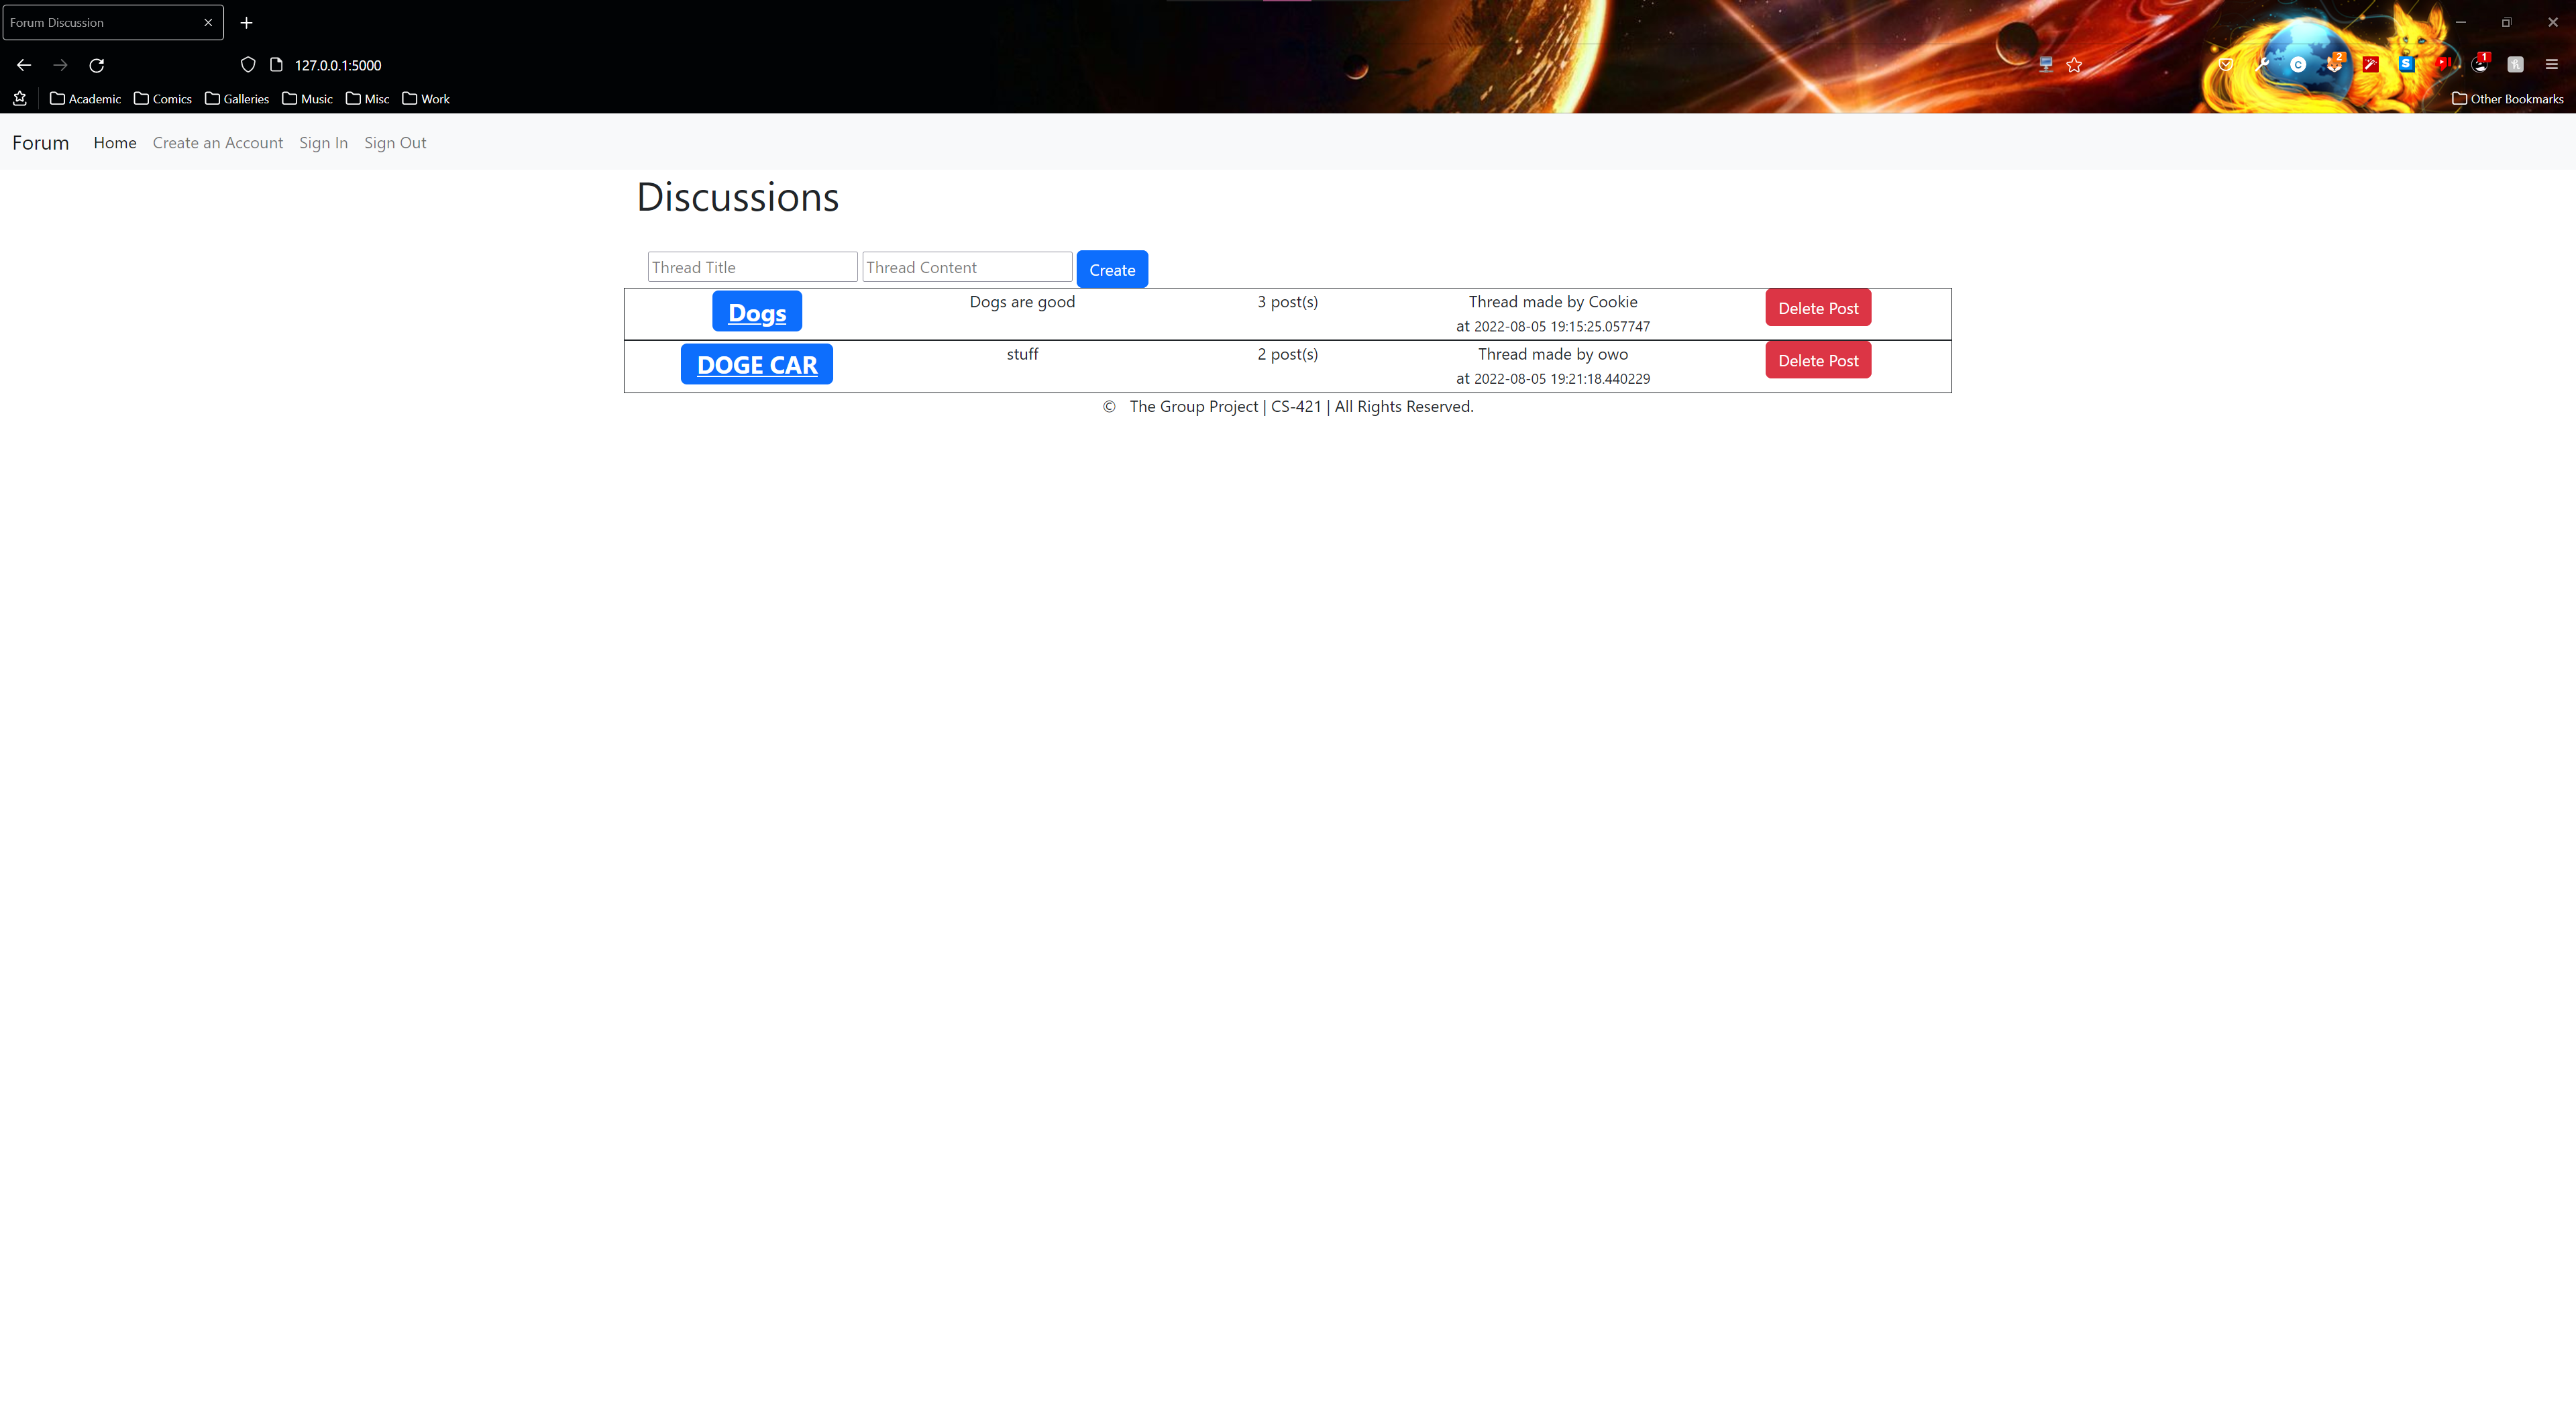 Forum Discussion
127.0.0.1:5000
2 S 1
Academic Comics Galleries Music Misc Work Other Bookmarks
Forum Home Create an Account Sign In Sign Out
Discussions
Thread Title Thread Content Create
Dogs Dogs are good 3 post(s) Thread made by Cookie Delete Post
at 2022-08-05 19:15:25.057747
DOGE CAR stuff 2 post(s) Thread made by owo Delete Post
at 2022-08-05 19:21:18.440229
© The Group Project | CS-421 | All Rights Reserved.